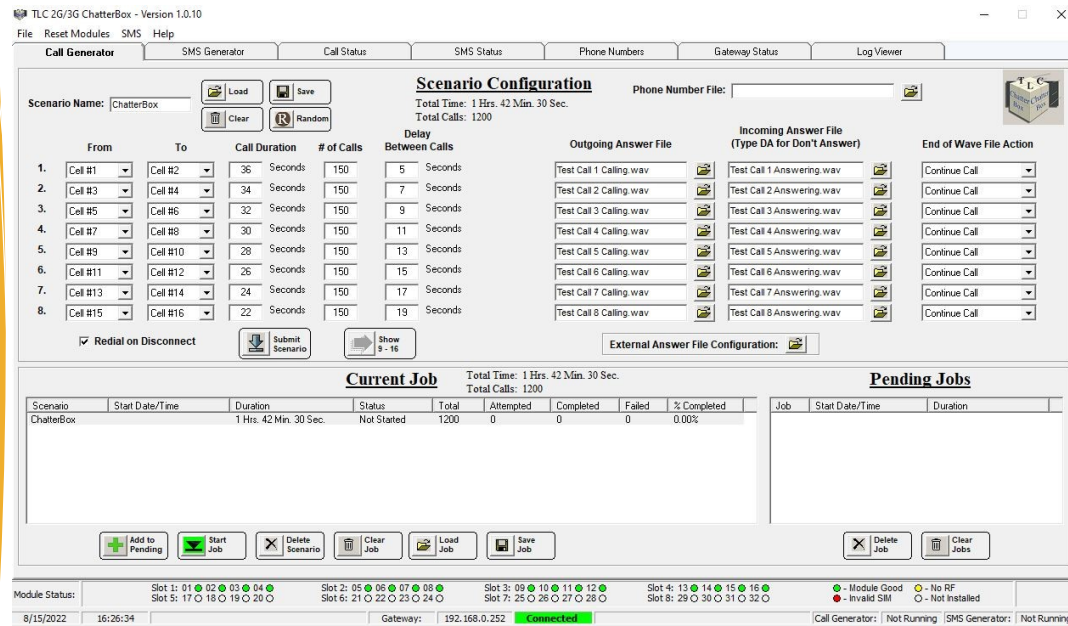 TLC 2G/3G ChatterBox - Version 1.0.10
File Reset Modules SMS Help
Call Generator SMS Generator Call Status SMS Status Phone Numbers Gateway Status Log Viewer
Scenario Configuration
Scenario Name: ChatterBox Load Save Clear Random
Total Time: 1 Hrs. 42 Min. 30 Sec.
Total Calls: 1200
Phone Number File:
TLC Chatter Box Chatter Box
From To Call Duration # of Calls Delay Between Calls Outgoing Answer File Incoming Answer File (Type DA for Don't Answer) End of Wave File Action
1. Cell #1 Cell #2 36 Seconds 150 5 Seconds Test Call 1 Calling.wav Test Call 1 Answering.wav Continue Call
2. Cell #3 Cell #4 34 Seconds 150 7 Seconds Test Call 2 Calling.wav Test Call 2 Answering.wav Continue Call
3. Cell #5 Cell #6 32 Seconds 150 9 Seconds Test Call 3 Calling.wav Test Call 3 Answering.wav Continue Call
4. Cell #7 Cell #8 30 Seconds 150 11 Seconds Test Call 4 Calling.wav Test Call 4 Answering.wav Continue Call
5. Cell #9 Cell #10 28 Seconds 150 13 Seconds Test Call 5 Calling.wav Test Call 5 Answering.wav Continue Call
6. Cell #11 Cell #12 26 Seconds 150 15 Seconds Test Call 6 Calling.wav Test Call 6 Answering.wav Continue Call
7. Cell #13 Cell #14 24 Seconds 150 17 Seconds Test Call 7 Calling.wav Test Call 7 Answering.wav Continue Call
8. Cell #15 Cell #16 22 Seconds 150 19 Seconds Test Call 8 Calling.wav Test Call 8 Answering.wav Continue Call
Redial on Disconnect Submit Scenario Show 9 - 16 External Answer File Configuration:
Current Job
Total Time: 1 Hrs. 42 Min. 30 Sec.
Total Calls: 1200
Pending Jobs
Scenario Start Date/Time Duration Status Total Attempted Completed Failed % Completed Job Start Date/Time Duration
ChatterBox 1 Hrs. 42 Min. 30 Sec. Not Started 1200 0 0 0 0.00%
Add to Pending Start Job Delete Scenario Clear Job Load Job Save Job Delete Job Clear Jobs
Module Status:
Slot 1: 01 02 03 04 Slot 2: 05 06 07 08 Slot 3: 09 10 11 12 Slot 4: 13 14 15 16 - Module Good - No RF
Slot 5: 17 18 19 20 Slot 6: 21 22 23 24 Slot 7: 25 26 27 28 Slot 8: 29 30 31 32 - Invalid SIM - Not Installed
8/15/2022 16:26:34 Gateway: 192.168.0.252 Connected Call Generator: Not Running SMS Generator: Not Running